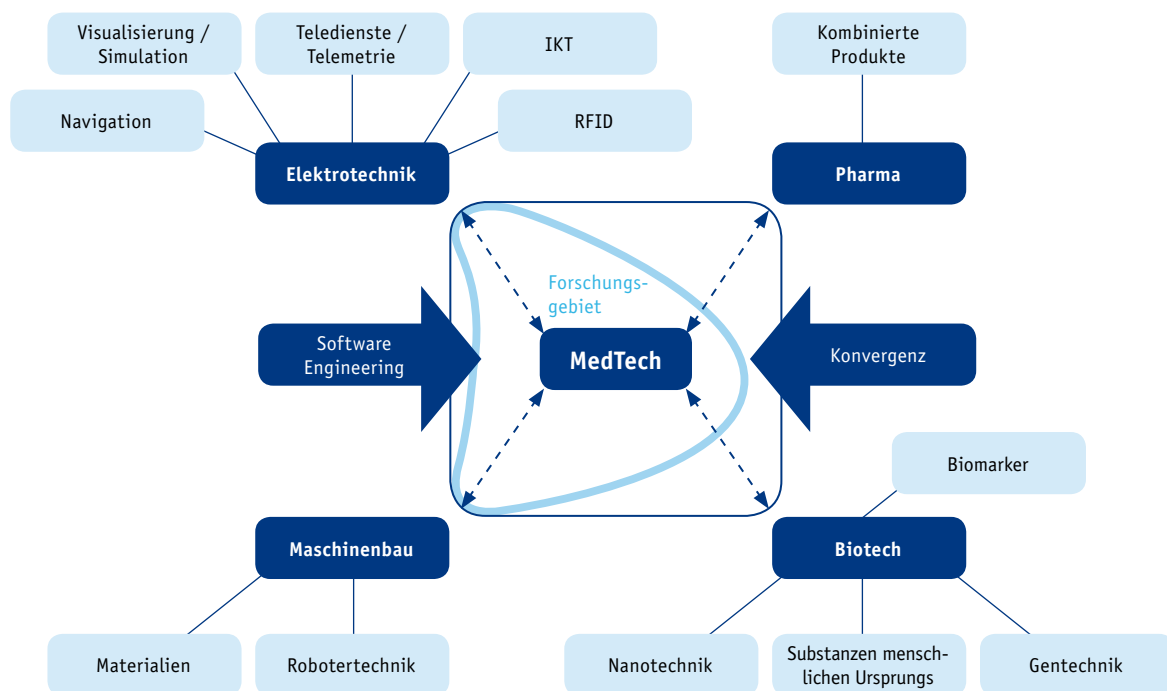 Visualisierung /
Simulation
Teledienste /
Telemetrie
IKT
Kombinierte
Produkte
Navigation
RFID
Elektrotechnik
Pharma
Forschungs-
gebiet
Software
Engineering
MedTech
Konvergenz
Biomarker
Maschinenbau
Biotech
Materialien
Robotertechnik
Nanotechnik
Substanzen mensch-
lichen Ursprungs
Gentechnik